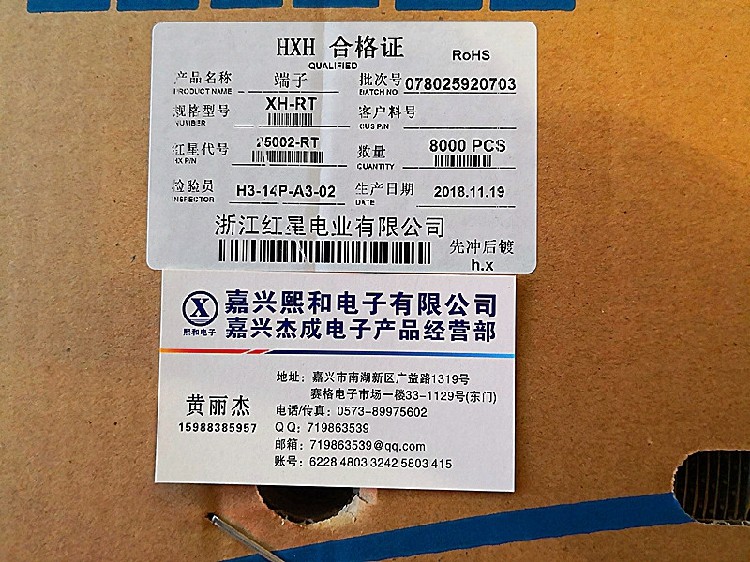 HXH 合格证
RoHS
QUALIFIED
产品名称 端子 批次号 078025920703
PRODUCT NAME BATCH NO
规格型号 XH-RT 客户料号
NUMBER CUS P/N
红星代号 25002-RT 数量 8000 PCS
HX P/N QUANTITY
检验员 H3-14P-A3-02 生产日期 2018.11.19
INSPECTOR DATE
浙江红星电业有限公司
先冲后镀
h.x
X
熙和电子
嘉兴熙和电子有限公司
嘉兴杰成电子产品经营部
地址：嘉兴市南湖新区广益路1319号
赛格电子市场一楼33-1129号(东门)
黄丽杰
15988385957
电话/传真：0573-89975602
QQ：719863539
邮箱：719863539@qq.com
账号：6228 4803 3242 5803 415